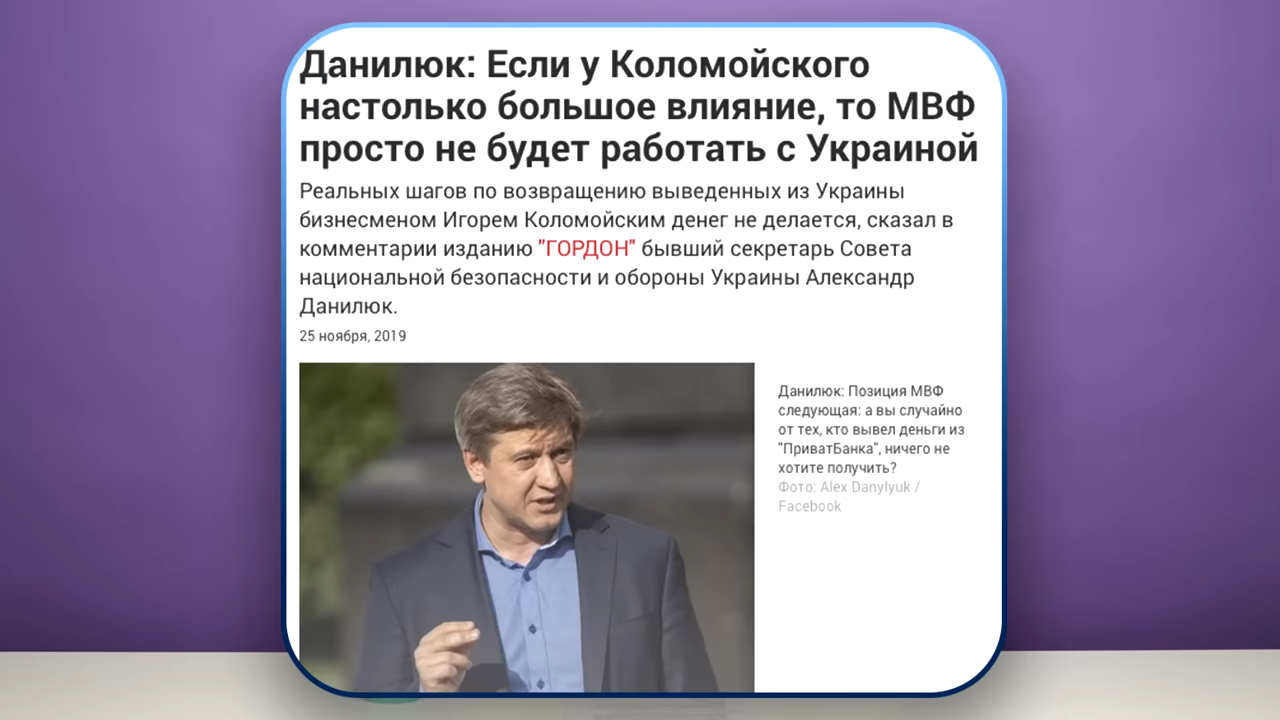 Данилюк: Если у Коломойского
настолько большое влияние, то МВФ
просто не будет работать с Украиной
Реальных шагов по возвращению выведенных из Украины
бизнесменом Игорем Коломойским денег не делается, сказал в
комментарии изданию "ГОРДОН" бывший секретарь Совета
национальной безопасности и обороны Украины Александр
Данилюк.
25 ноября, 2019
Данилюк: Позиция МВФ
следующая: а вы случайно
от тех, кто вывел деньги из
"ПриватБанка", ничего не
хотите получить?
Фото: Alex Danylyuk /
Facebook